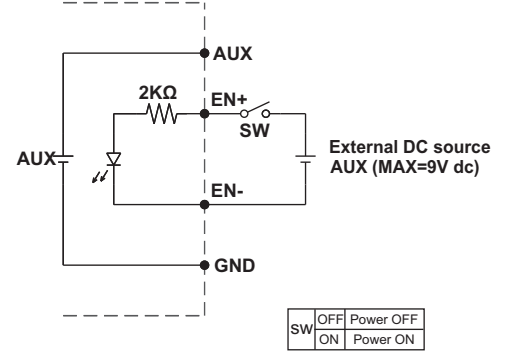 AUX
2KΩ
EN+
SW
AUX
External DC source
AUX (MAX=9V dc)
EN-
GND
SW
OFF Power OFF
ON Power ON